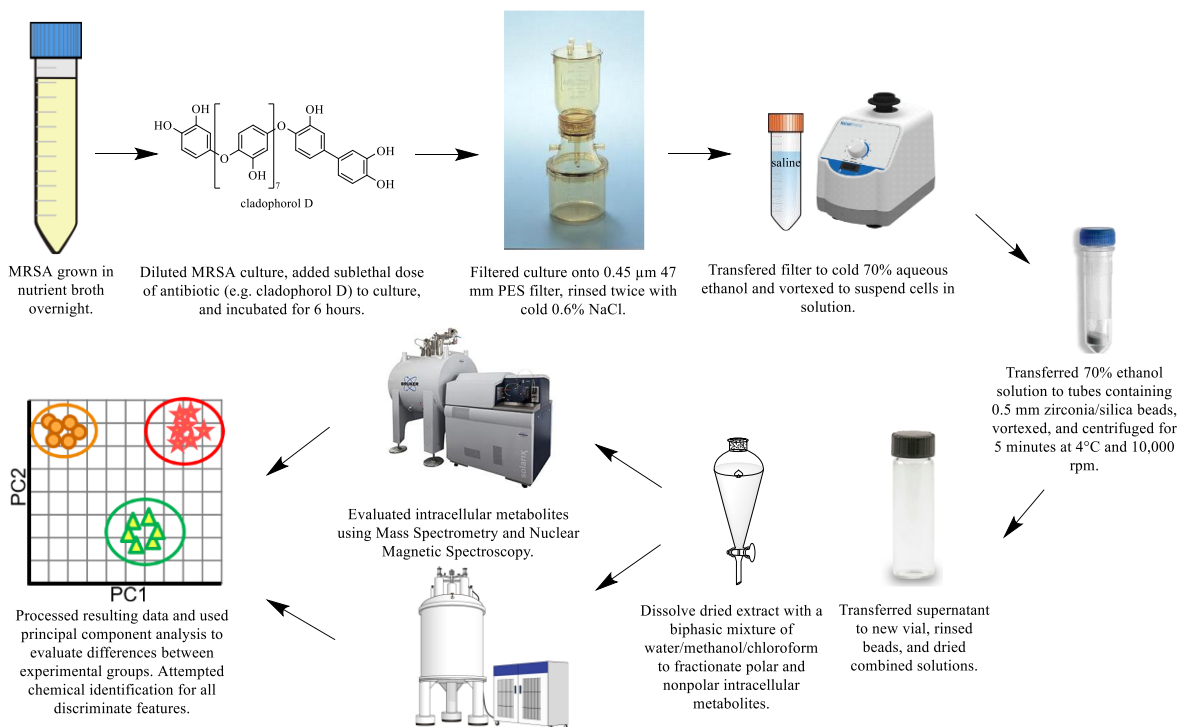 MRSA grown in
nutrient broth
overnight.
OH
HO
O
OH
7
O
OH
OH
OH
cladophorol D
Diluted MRSA culture, added sublethal dose
of antibiotic (e.g. cladophorol D) to culture,
and incubated for 6 hours.
Filtered culture onto 0.45 µm 47
mm PES filter, rinsed twice with
cold 0.6% NaCl.
saline
Transfered filter to cold 70% aqueous
ethanol and vortexed to suspend cells in
solution.
Transferred 70% ethanol
solution to tubes containing
0.5 mm zirconia/silica beads,
vortexed, and centrifuged for
5 minutes at 4°C and 10,000
rpm.
Transferred supernatant
to new vial, rinsed
beads, and dried
combined solutions.
Dissolve dried extract with a
biphasic mixture of
water/methanol/chloroform
to fractionate polar and
nonpolar intracellular
metabolites.
BRUKER
solarix
Evaluated intracellular metabolites
using Mass Spectrometry and Nuclear
Magnetic Spectroscopy.
PC2
PC1
Processed resulting data and used
principal component analysis to
evaluate differences between
experimental groups. Attempted
chemical identification for all
discriminate features.